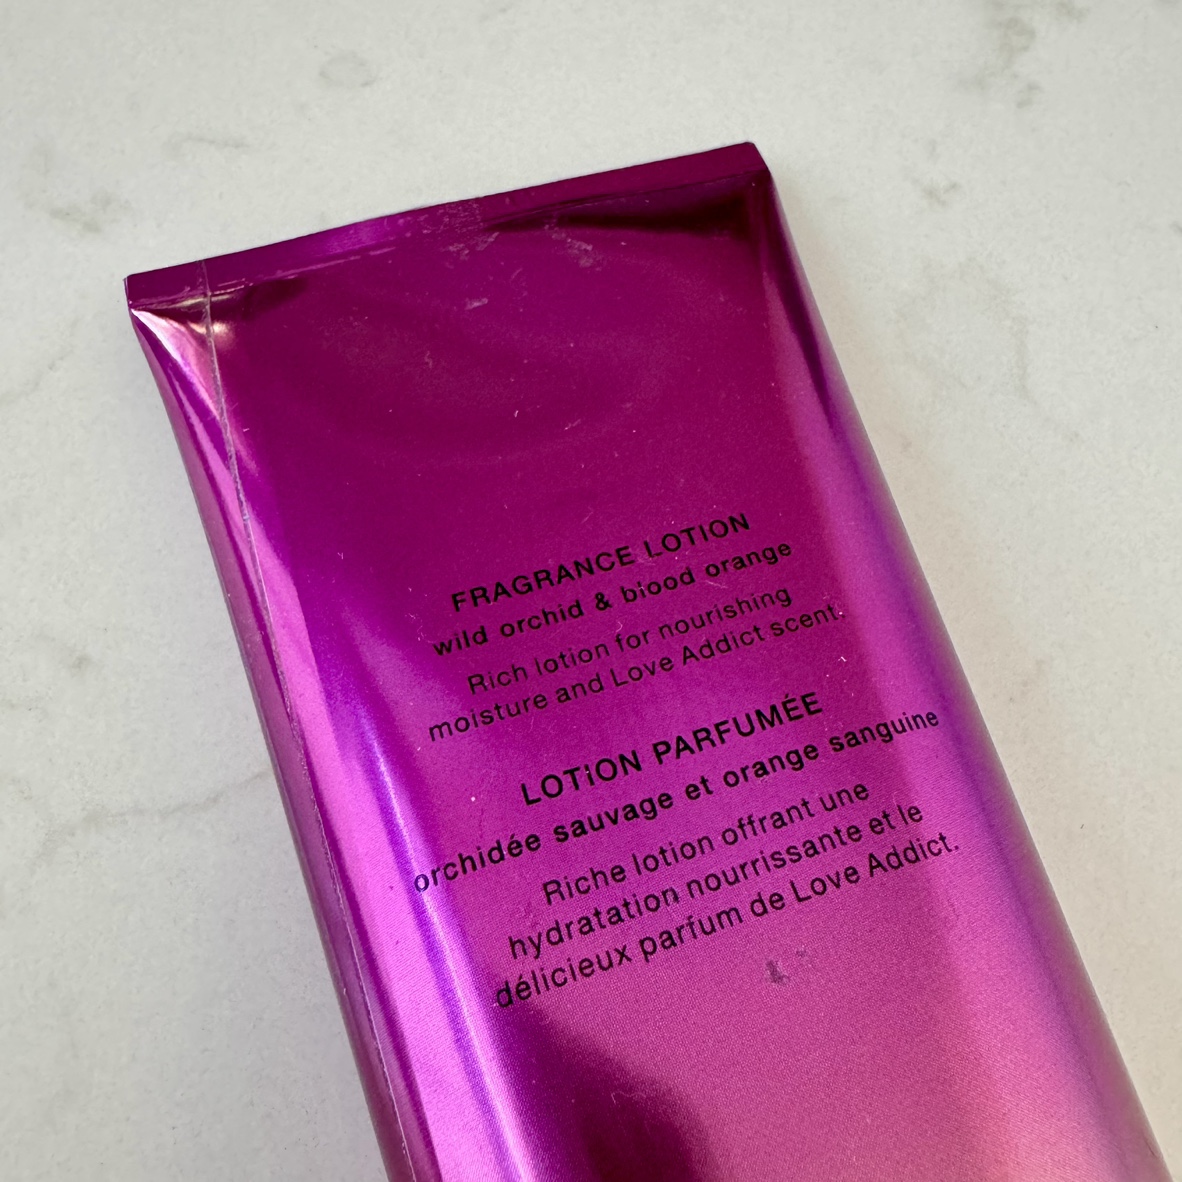 FRAGRANCE LOTION
wild orchid & blood orange
Rich lotion for nourishing
moisture and Love Addict scent.
LOTION PARFUMÉE
orchidée sauvage et orange sanguine
Riche lotion offrant une
hydratation nourrissante et le
délicieux parfum de Love Addict.